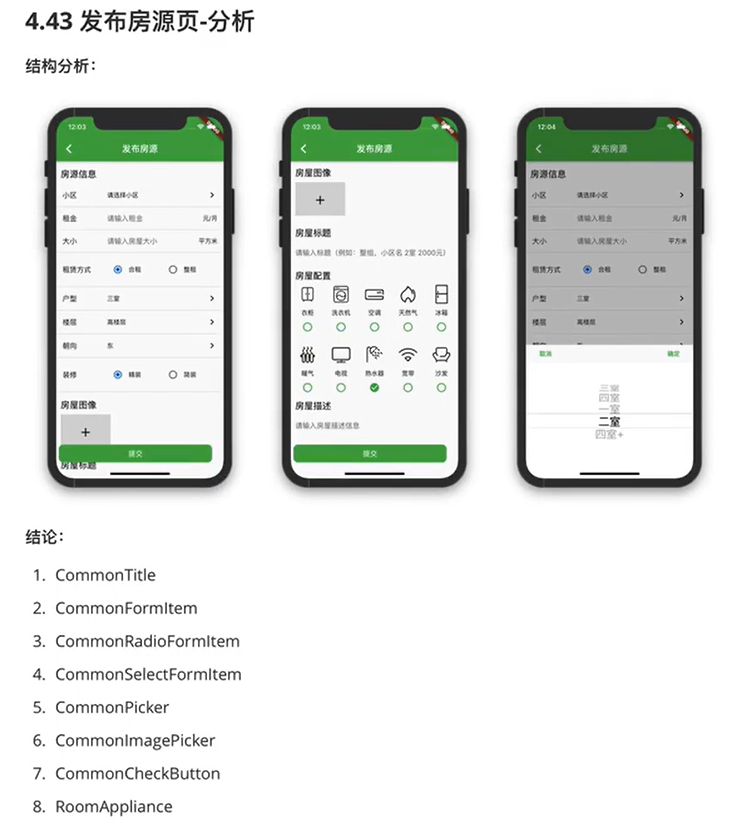 4.43 发布房源页-分析
结构分析：
12:03
发布房源
房源信息
小区 请选择小区
租金 请输入租金 元/月
大小 请输入房屋大小 平方米
租赁方式 合租 整租
户型 三室
楼层 高楼层
朝向 东
装修 精装 简装
房屋图像
+
提交
房屋标题
12:03
发布房源
房屋图像
+
房屋标题
请输入标题（例如：整租，小区名 2室 2000元）
房屋配置
衣柜 洗衣机 空调 天然气 冰箱
暖气 电视 热水器 宽带 沙发
房屋描述
请输入房屋描述信息
提交
12:04
发布房源
房源信息
小区 请选择小区
租金 请输入租金 元/月
大小 请输入房屋大小 平方米
租赁方式 合租 整租
户型 三室
楼层 高楼层
取消 确定
三室
四室
一室
二室
四室+
结论：
1. CommonTitle
2. CommonFormItem
3. CommonRadioFormItem
4. CommonSelectFormItem
5. CommonPicker
6. CommonImagePicker
7. CommonCheckButton
8. RoomAppliance